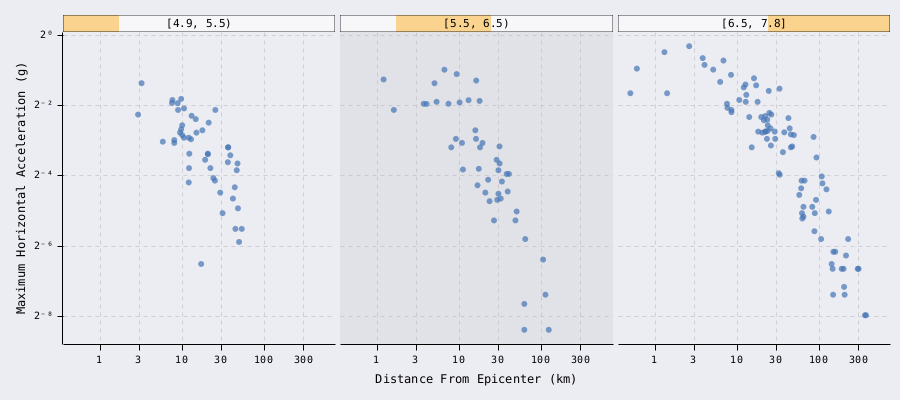 [4.9, 5.5)
[5.5, 6.5)
[6.5, 7.8]
Maximum Horizontal Acceleration (g)
2⁰
2⁻²
2⁻⁴
2⁻⁶
2⁻⁸
1 3 10 30 100 300
1 3 10 30 100 300
1 3 10 30 100 300
Distance From Epicenter (km)